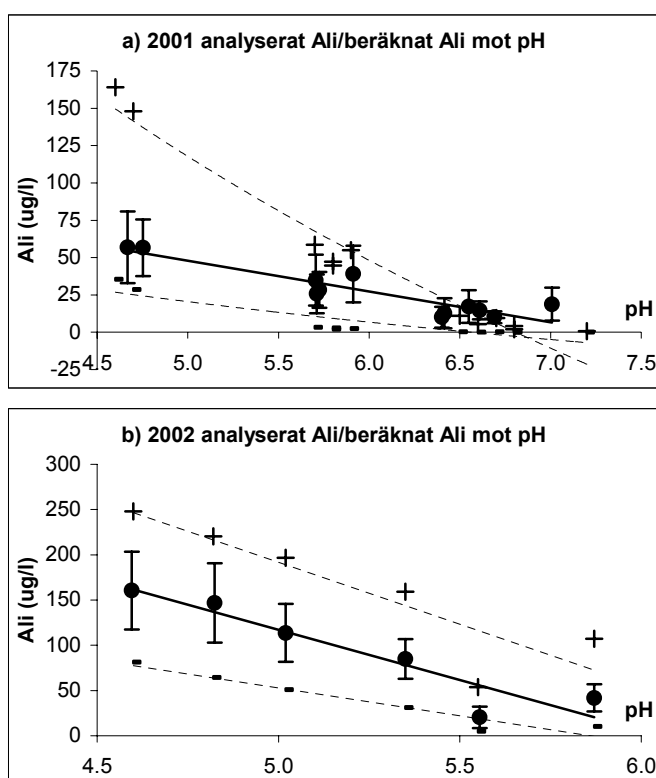 a) 2001 analyserat Ali/beräknat Ali mot pH
175
150
125
100
75
50
25
0
-25
Ali (ug/l)
pH
4.5 5.0 5.5 6.0 6.5 7.0 7.5
b) 2002 analyserat Ali/beräknat Ali mot pH
300
250
200
150
100
50
0
Ali (ug/l)
pH
4.5 5.0 5.5 6.0